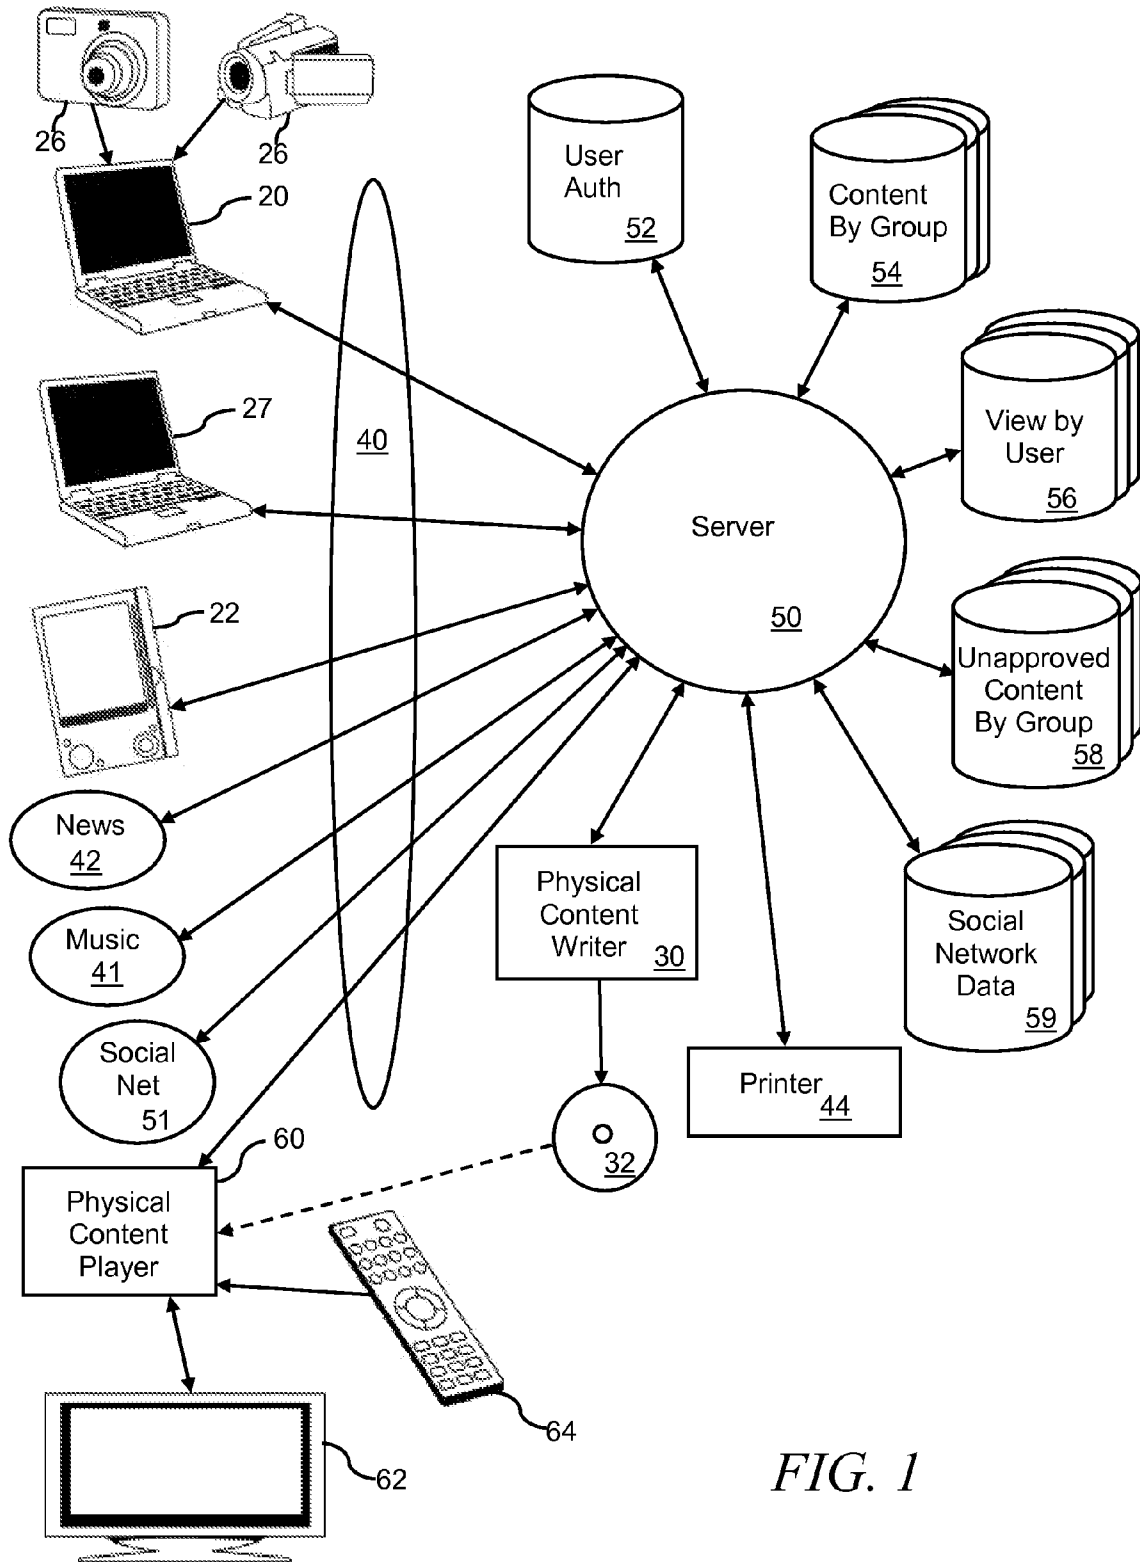 26
26
20
User
Auth
52
Content
By Group
54
27
40
View by
User
56
Server
50
22
Unapproved
Content
By Group
58
News
42
Music
41
Social
Net
51
Physical
Content
Writer
30
Social
Network
Data
59
Printer
44
32
60
Physical
Content
Player
64
62
FIG. 1